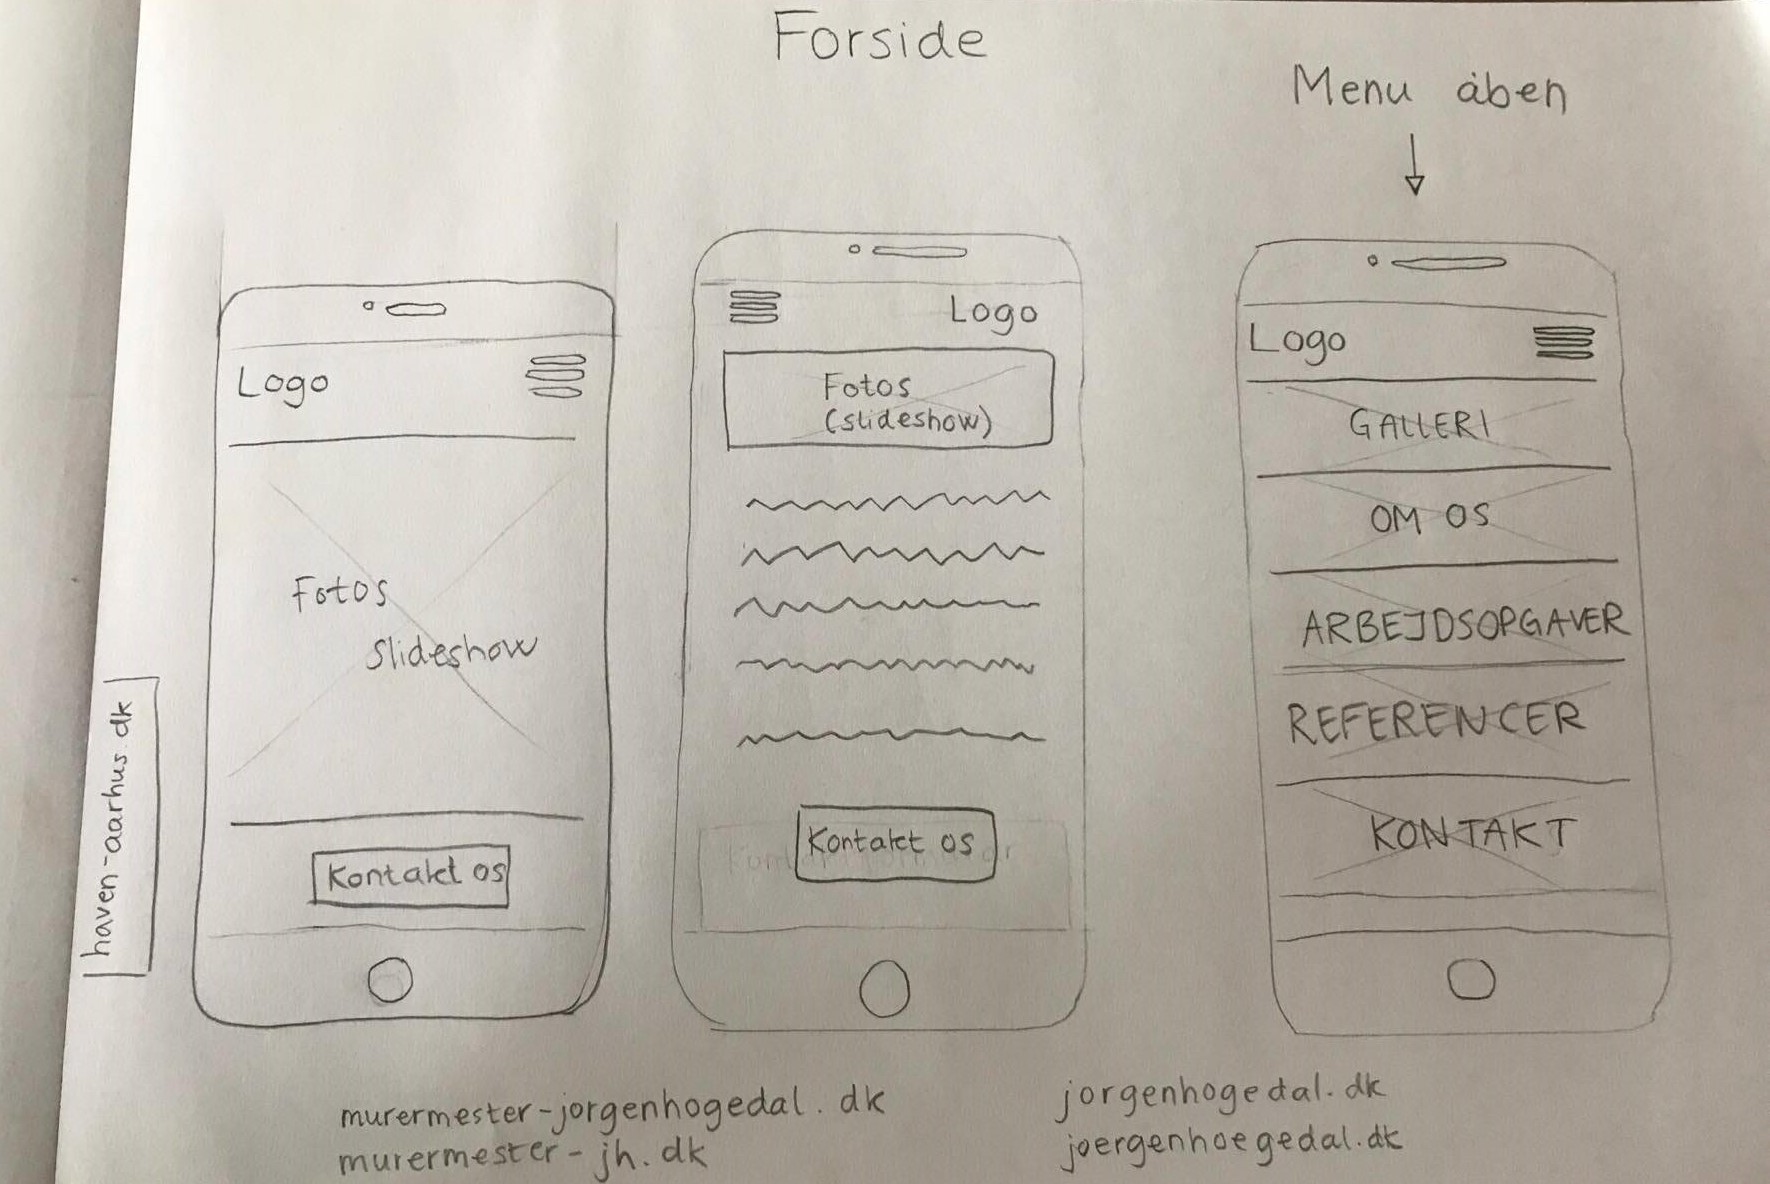 Forside
Menu åben
Logo
Fotos
slideshow
Kontakt os
Logo
Fotos
(slideshow)
Kontakt os
Logo
GALLERI
OM OS
ARBEJDSOPGAVER
REFERENCER
KONTAKT
haven-aarhus.dk
murermester-jorgenhogedal.dk
murermester-jh.dk
jorgenhogedal.dk
joergenhoegedal.dk